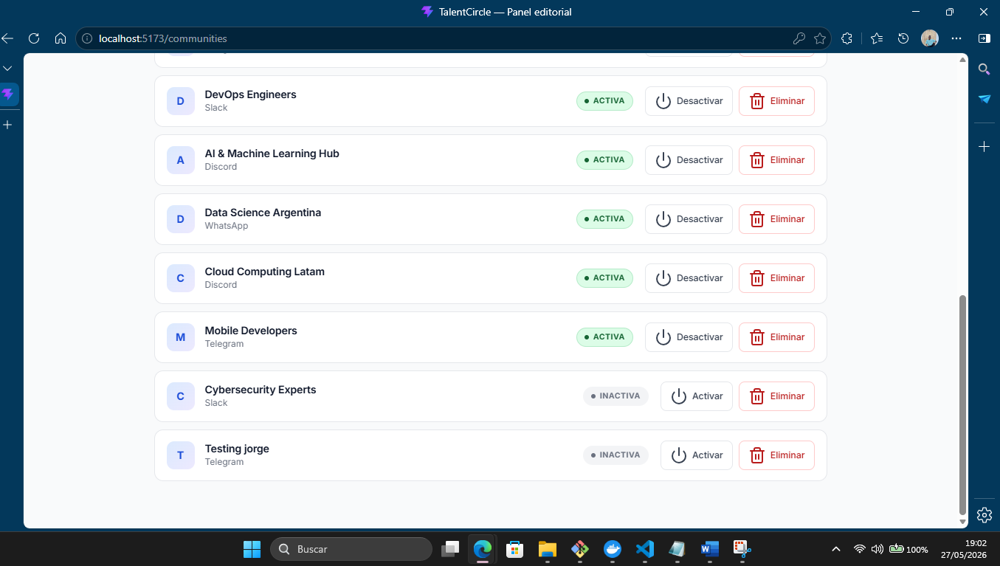 TalentCircle — Panel editorial
localhost:5173/communities
D
DevOps Engineers
Slack
ACTIVA
Desactivar
Eliminar
A
AI & Machine Learning Hub
Discord
ACTIVA
Desactivar
Eliminar
D
Data Science Argentina
WhatsApp
ACTIVA
Desactivar
Eliminar
C
Cloud Computing Latam
Discord
ACTIVA
Desactivar
Eliminar
M
Mobile Developers
Telegram
ACTIVA
Desactivar
Eliminar
C
Cybersecurity Experts
Slack
INACTIVA
Activar
Eliminar
T
Testing jorge
Telegram
INACTIVA
Activar
Eliminar
Buscar
100%
19:02
27/05/2026